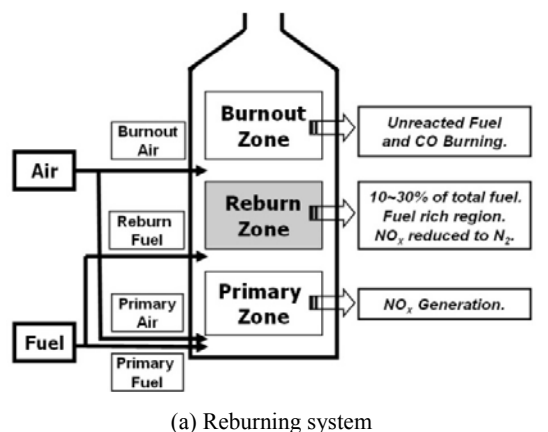 Burnout
Zone
Unreacted Fuel
and CO Burning.
Burnout
Air
Air
Reburn
Fuel
Reburn
Zone
10~30% of total fuel.
Fuel rich region.
NOx reduced to N2.
Primary
Air
Primary
Zone
NOx Generation.
Fuel
Primary
Fuel
(a) Reburning system